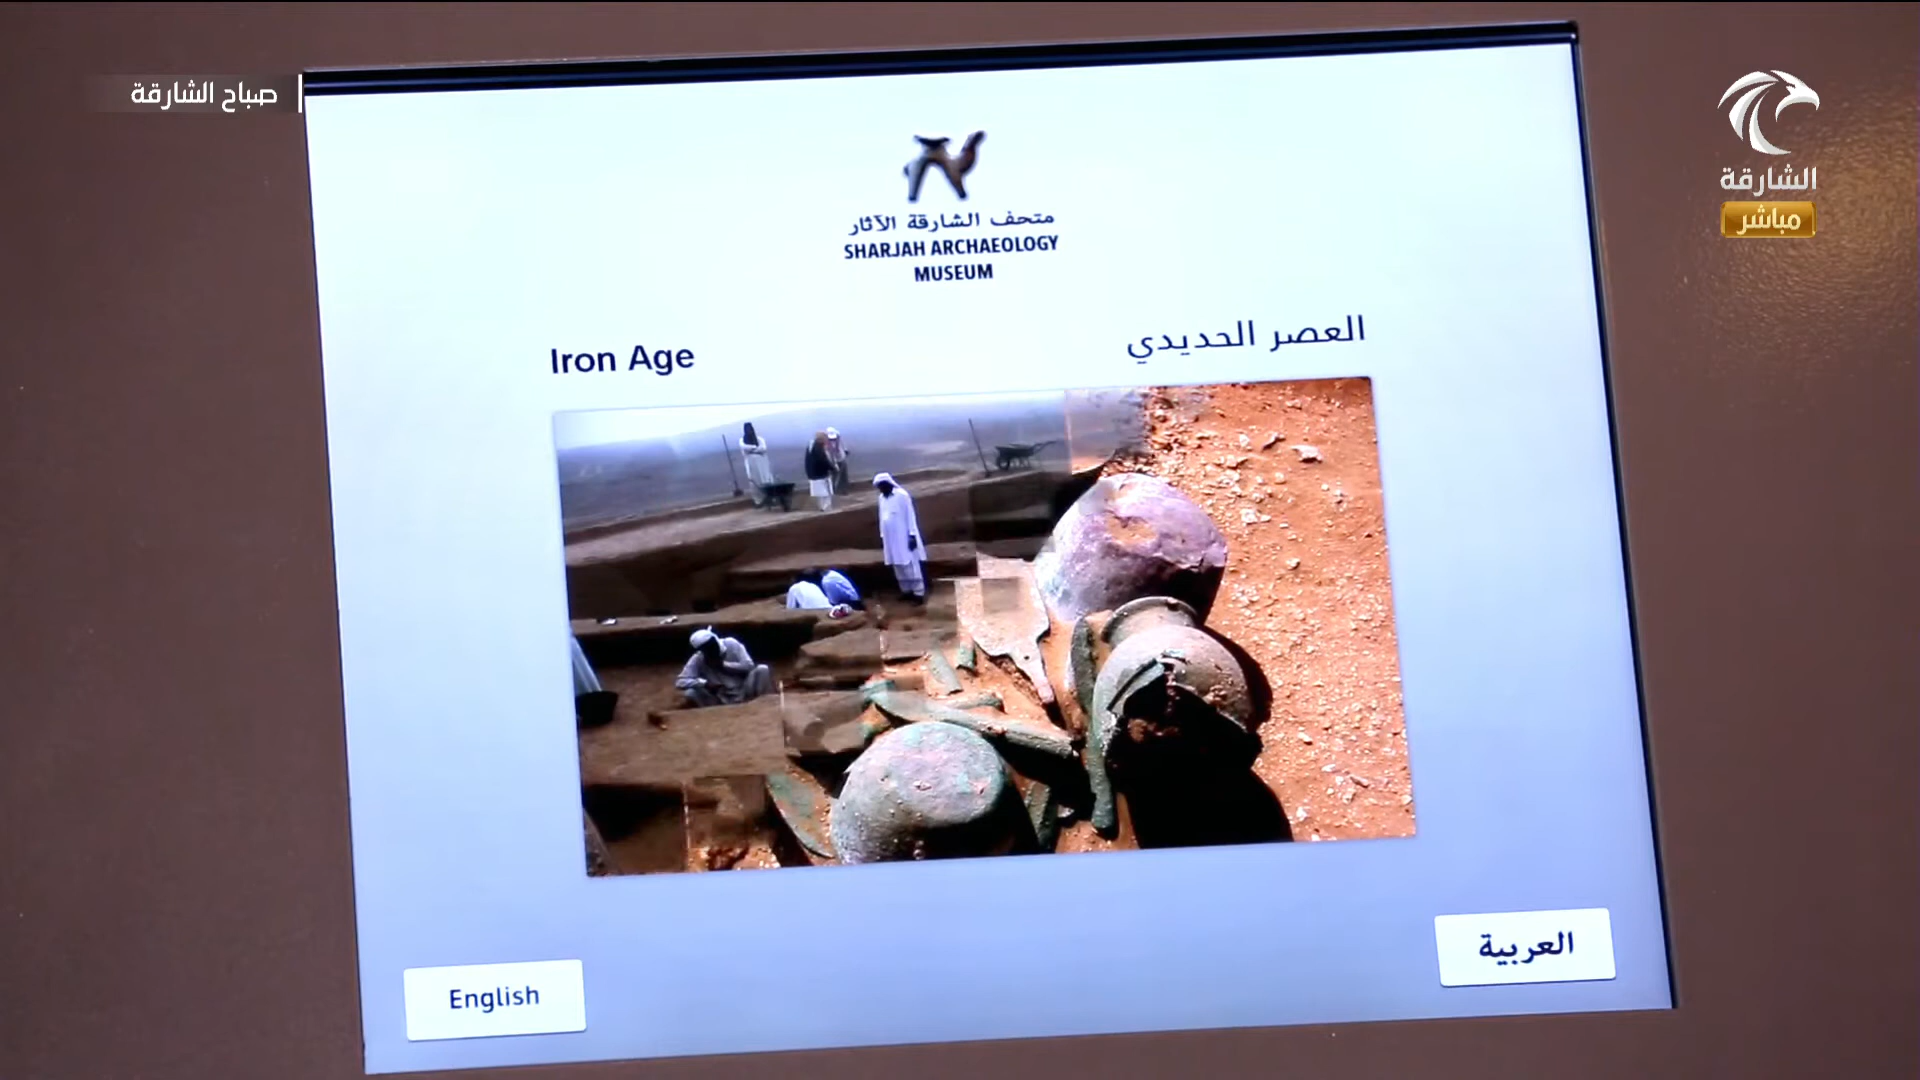 صباح الشارقة
الشارقة
مباشر
متحف الشارقة الآثار
SHARJAH ARCHAEOLOGY
MUSEUM
Iron Age
العصر الحديدي
English
العربية